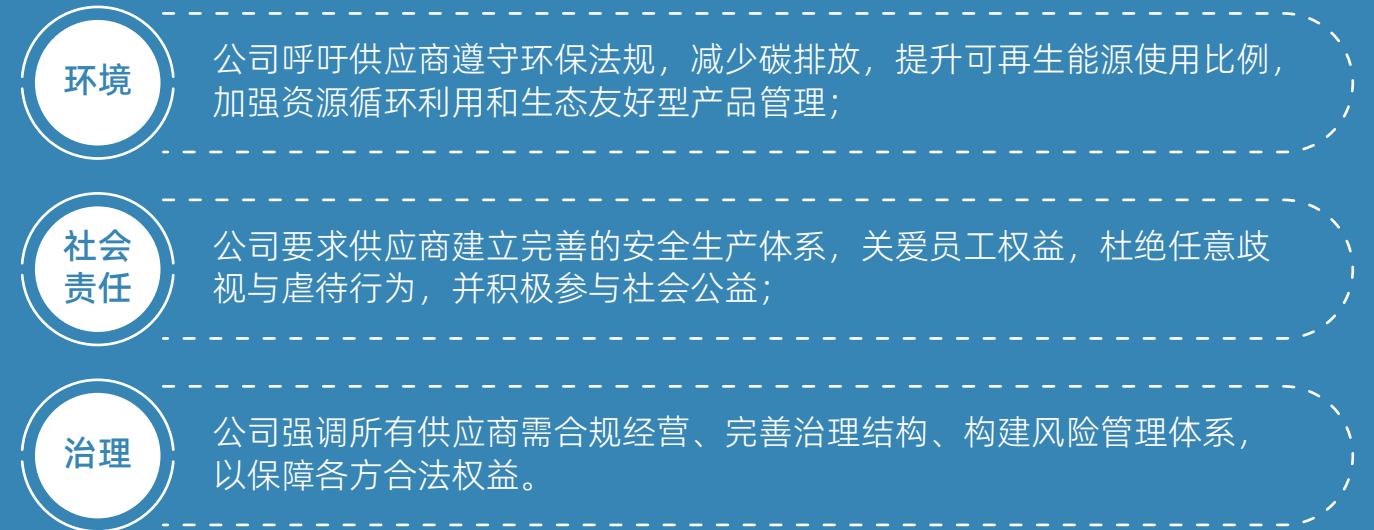 环境
公司呼吁供应商遵守环保法规，减少碳排放，提升可再生能源使用比例，
加强资源循环利用和生态友好型产品管理；
社会
责任
公司要求供应商建立完善的安全生产体系，关爱员工权益，杜绝任意歧
视与虐待行为，并积极参与社会公益；
治理
公司强调所有供应商需合规经营、完善治理结构、构建风险管理体系，
以保障各方合法权益。